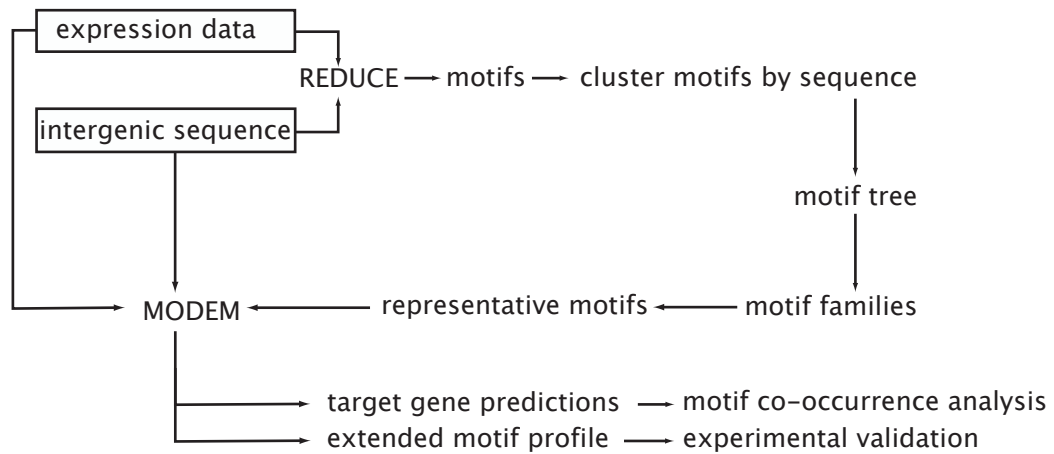 expression data
REDUCE
motifs
cluster motifs by sequence
intergenic sequence
motif tree
MODEM
representative motifs
motif families
target gene predictions
motif co-occurrence analysis
extended motif profile
experimental validation